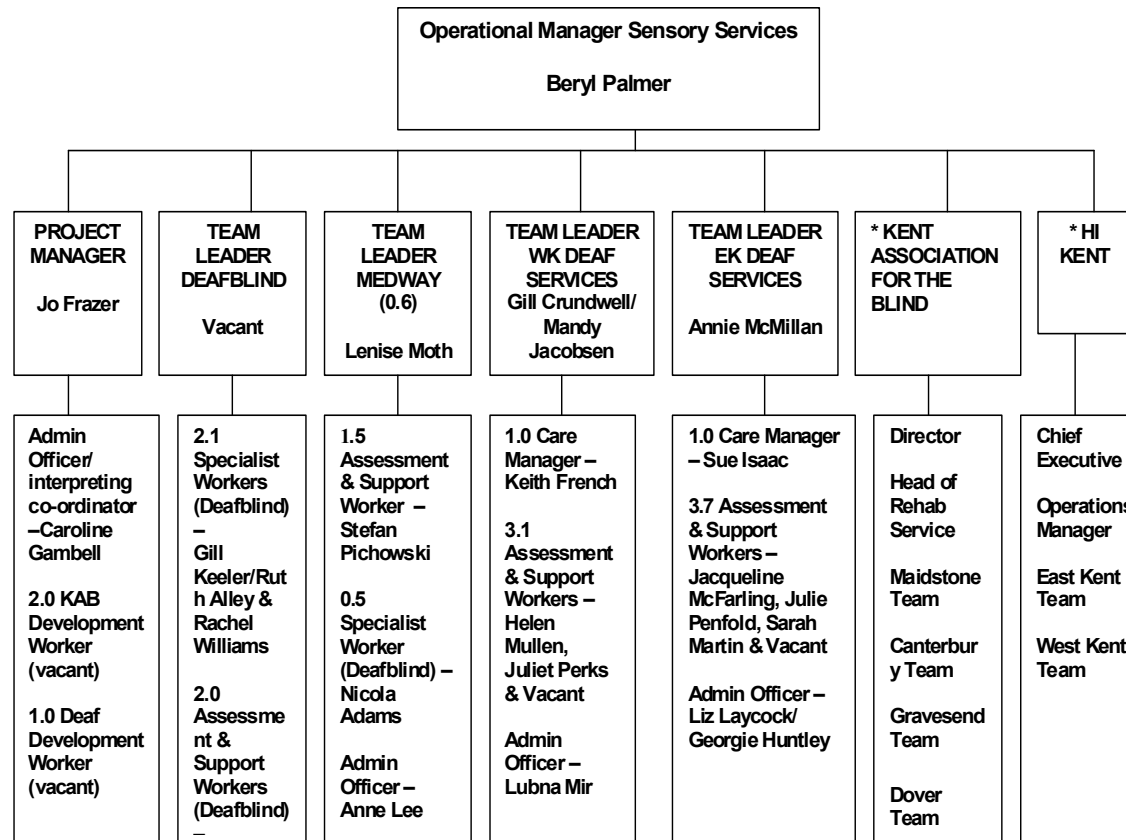 Operational Manager Sensory Services
Beryl Palmer
PROJECT
MANAGER
Jo Frazer
TEAM
LEADER
DEAFBLIND
Vacant
TEAM
LEADER
MEDWAY
(0.6)
Lenise Moth
TEAM LEADER
WK DEAF
SERVICES
Gill Crundwell/
Mandy
Jacobsen
TEAM LEADER
EK DEAF
SERVICES
Annie McMillan
* KENT
ASSOCIATION
FOR THE
BLIND
* HI
KENT
Admin
Officer/
interpreting
co-ordinator
–Caroline
Gambell
2.0 KAB
Development
Worker
(vacant)
1.0 Deaf
Development
Worker
(vacant)
2.1
Specialist
Workers
(Deafblind)
–
Gill
Keeler/Rut
h Alley &
Rachel
Williams
2.0
Assessme
nt &
Support
Workers
(Deafblind)
–
1.5
Assessment
& Support
Worker –
Stefan
Pichowski
0.5
Specialist
Worker
(Deafblind) –
Nicola
Adams
Admin
Officer –
Anne Lee
1.0 Care
Manager –
Keith French
3.1
Assessment
& Support
Workers –
Helen
Mullen,
Juliet Perks
& Vacant
Admin
Officer –
Lubna Mir
1.0 Care Manager
– Sue Isaac
3.7 Assessment
& Support
Workers –
Jacqueline
McFarling, Julie
Penfold, Sarah
Martin & Vacant
Admin Officer –
Liz Laycock/
Georgie Huntley
Director
Head of
Rehab
Service
Maidstone
Team
Canterbur
y Team
Gravesend
Team
Dover
Team
Chief
Executive
Operations
Manager
East Kent
Team
West Kent
Team